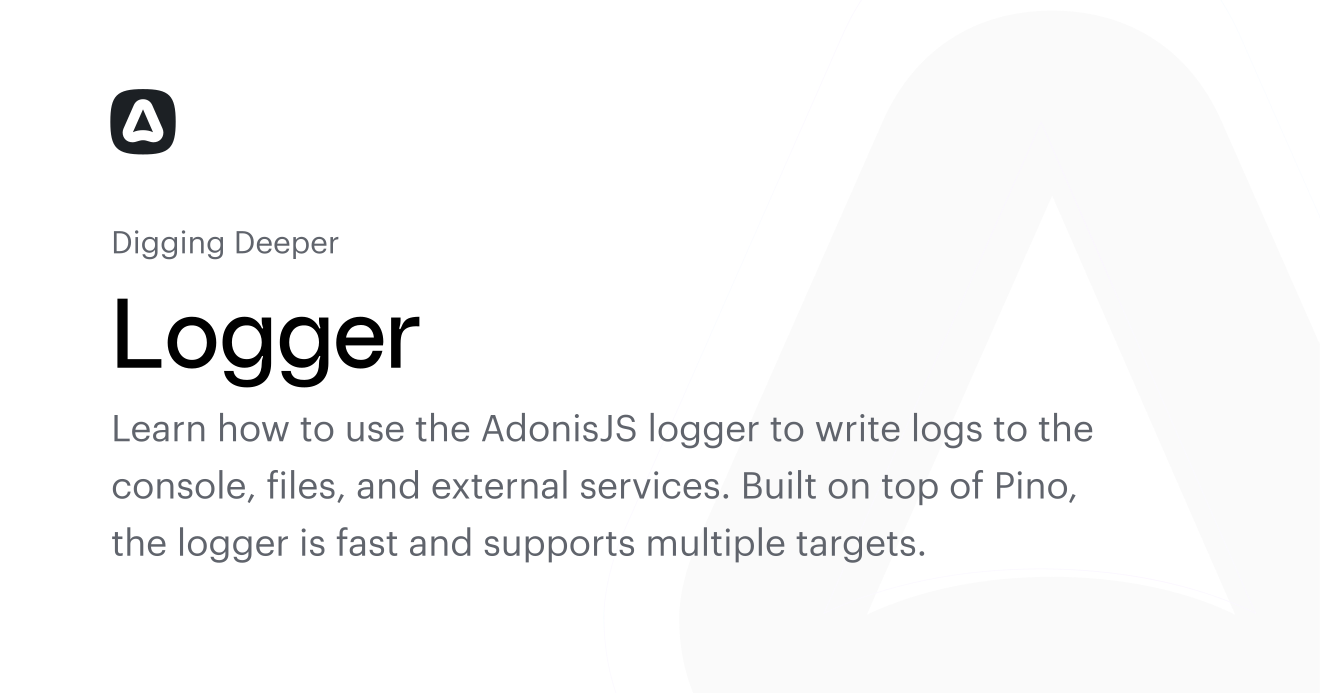 Digging Deeper
Logger
Learn how to use the AdonisJS logger to write logs to the
console, files, and external services. Built on top of Pino,
the logger is fast and supports multiple targets.